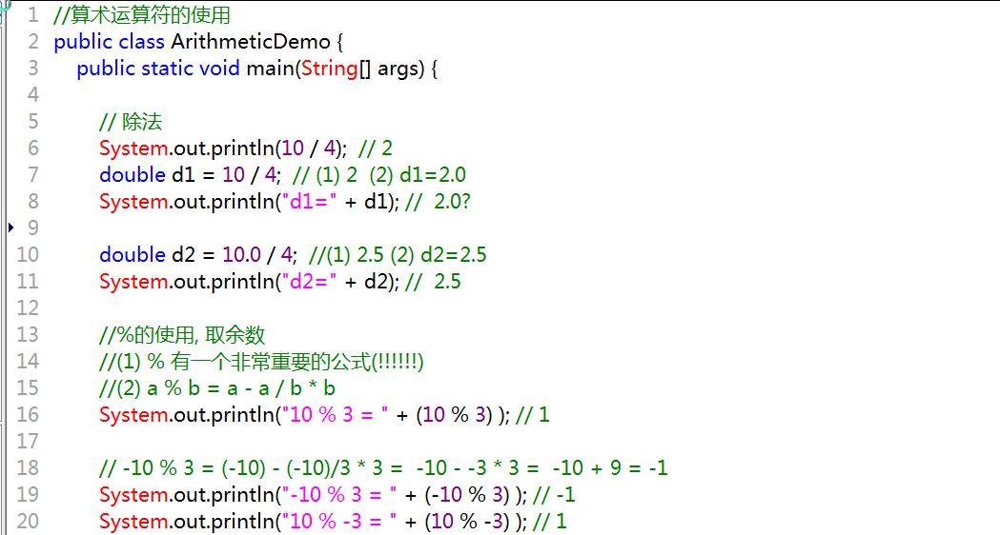 1 //算术运算符的使用
2 public class ArithmeticDemo {
3 public static void main(String[] args) {
4
5 // 除法
6 System.out.println(10 / 4); // 2
7 double d1 = 10 / 4; // (1) 2 (2) d1=2.0
8 System.out.println("d1=" + d1); // 2.0?
9
10 double d2 = 10.0 / 4; //(1) 2.5 (2) d2=2.5
11 System.out.println("d2=" + d2); // 2.5
12
13 //%的使用, 取余数
14 //(1) % 有一个非常重要的公式(!!!!!!)
15 //(2) a % b = a - a / b * b
16 System.out.println("10 % 3 = " + (10 % 3) ); // 1
17
18 // -10 % 3 = (-10) - (-10)/3 * 3 = -10 - -3 * 3 = -10 + 9 = -1
19 System.out.println("-10 % 3 = " + (-10 % 3) ); // -1
20 System.out.println("10 % -3 = " + (10 % -3) ); // 1